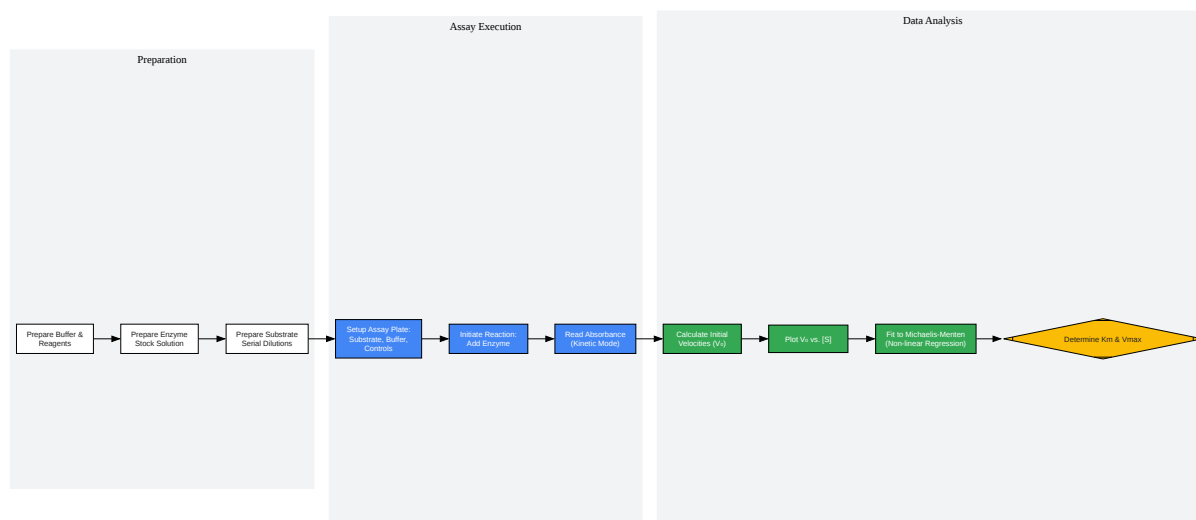 Preparation
Assay Execution
Data Analysis
Prepare Buffer &
Reagents
Prepare Enzyme
Stock Solution
Prepare Substrate
Serial Dilutions
Setup Assay Plate:
Substrate, Buffer,
Controls
Initiate Reaction:
Add Enzyme
Read Absorbance
(Kinetic Mode)
Calculate Initial
Velocities (V₀)
Plot V₀ vs. [S]
Fit to Michaelis-Menten
(Non-linear Regression)
Determine Km & Vmax